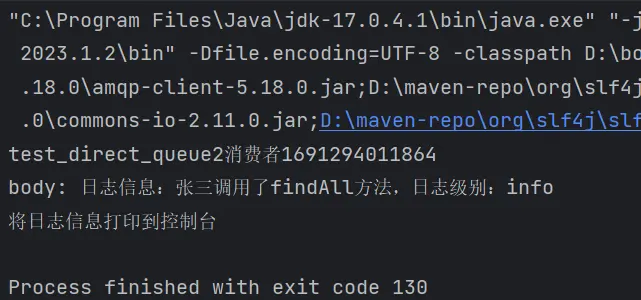 "C:\Program Files\Java\jdk-17.0.4.1\bin\java.exe" "-j
2023.1.2\bin" -Dfile.encoding=UTF-8 -classpath D:\bo
.18.0\amqp-client-5.18.0.jar;D:\maven-repo\org\slf4j
.0\commons-io-2.11.0.jar;D:\maven-repo\org\slf4j\slf
test_direct_queue2消费者1691294011864
body: 日志信息：张三调用了findAll方法，日志级别：info
将日志信息打印到控制台
Process finished with exit code 130